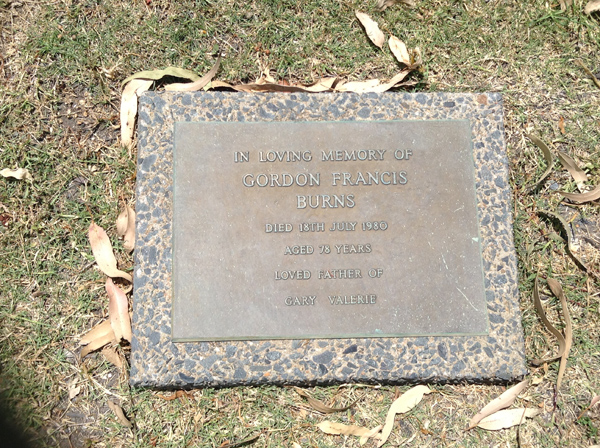 IN LOVING MEMORY OF
GORDON FRANCIS
BURNS
DIED 18TH JULY 1980
AGED 78 YEARS
LOVED FATHER OF
GARY VALERIE